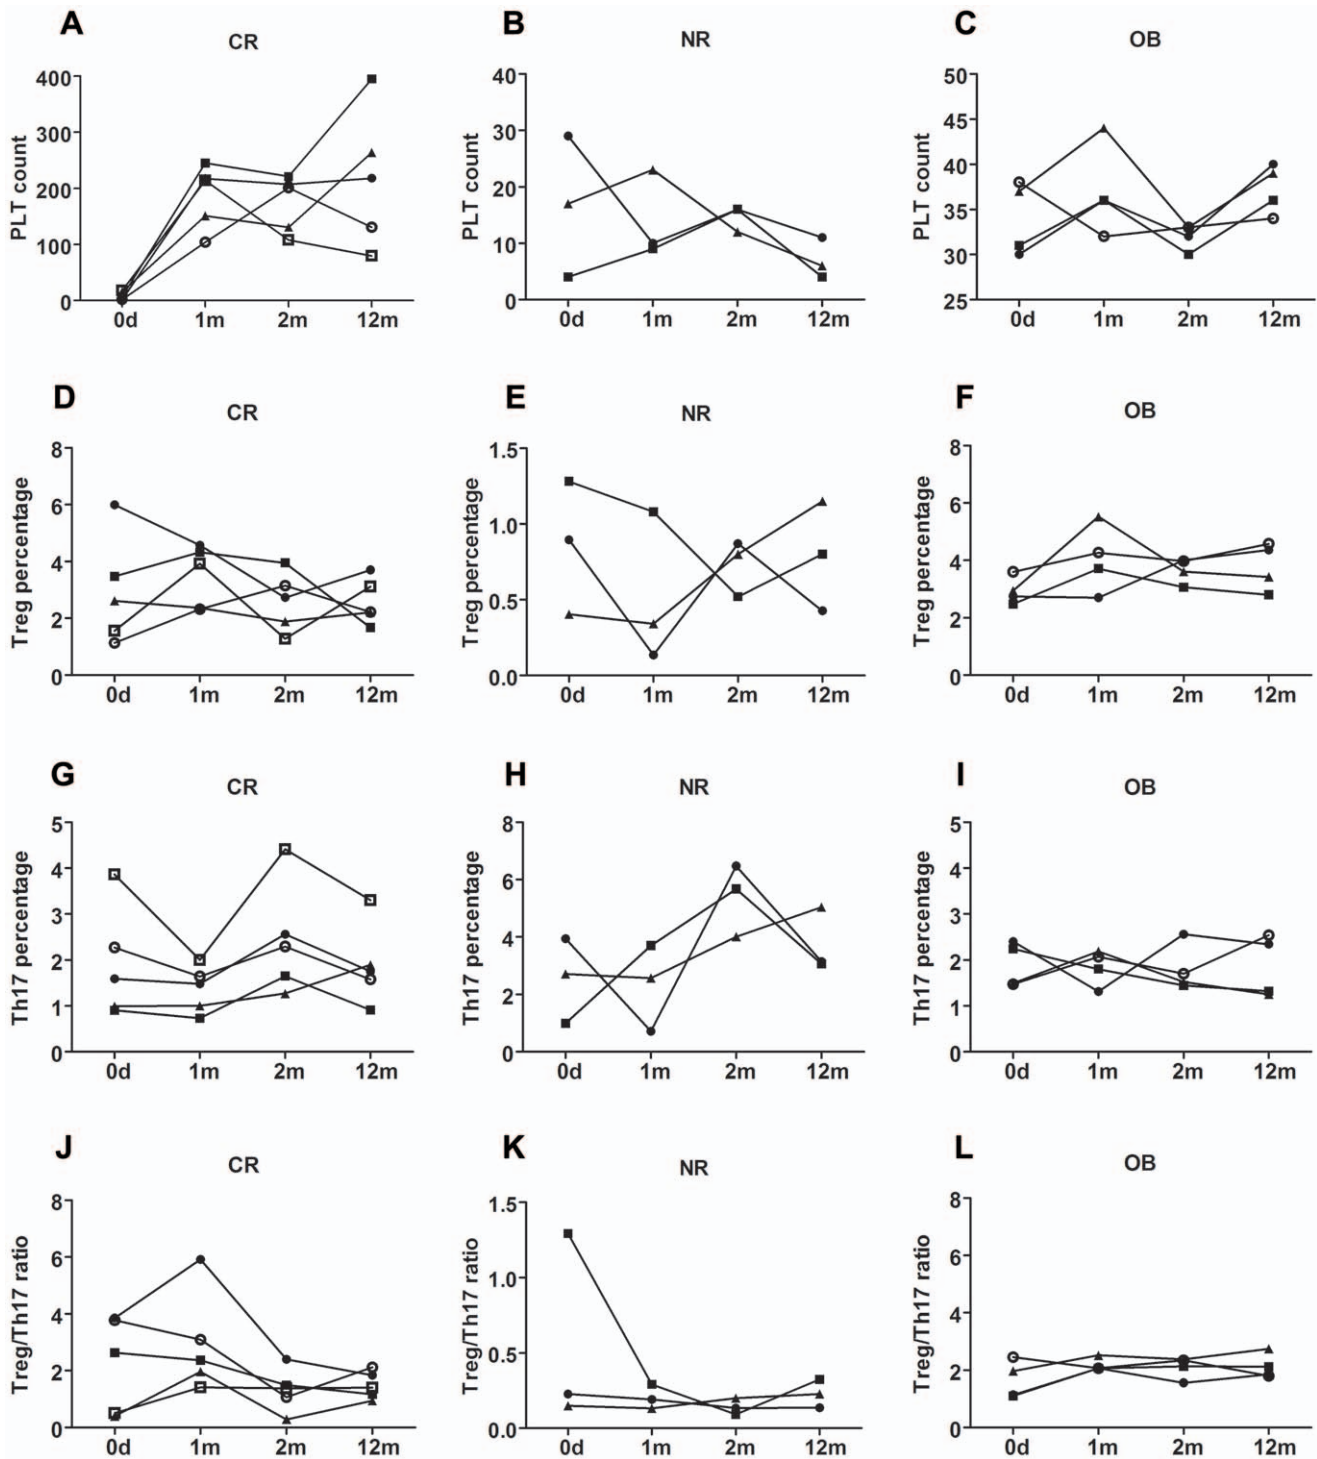 A CR
PLT count
400
300
200
100
0
0d 1m 2m 12m
B NR
PLT count
40
30
20
10
0
0d 1m 2m 12m
C OB
PLT count
50
45
40
35
30
25
0d 1m 2m 12m
D CR
Treg percentage
8
6
4
2
0
0d 1m 2m 12m
E NR
Treg percentage
1.5
1.0
0.5
0.0
0d 1m 2m 12m
F OB
Treg percentage
8
6
4
2
0
0d 1m 2m 12m
G CR
Th17 percentage
5
4
3
2
1
0
0d 1m 2m 12m
H NR
Th17 percentage
8
6
4
2
0
0d 1m 2m 12m
I OB
Th17 percentage
5
4
3
2
1
0
0d 1m 2m 12m
J CR
Treg/Th17 ratio
8
6
4
2
0
0d 1m 2m 12m
K NR
Treg/Th17 ratio
1.5
1.0
0.5
0.0
0d 1m 2m 12m
L OB
Treg/Th17 ratio
8
6
4
2
0
0d 1m 2m 12m